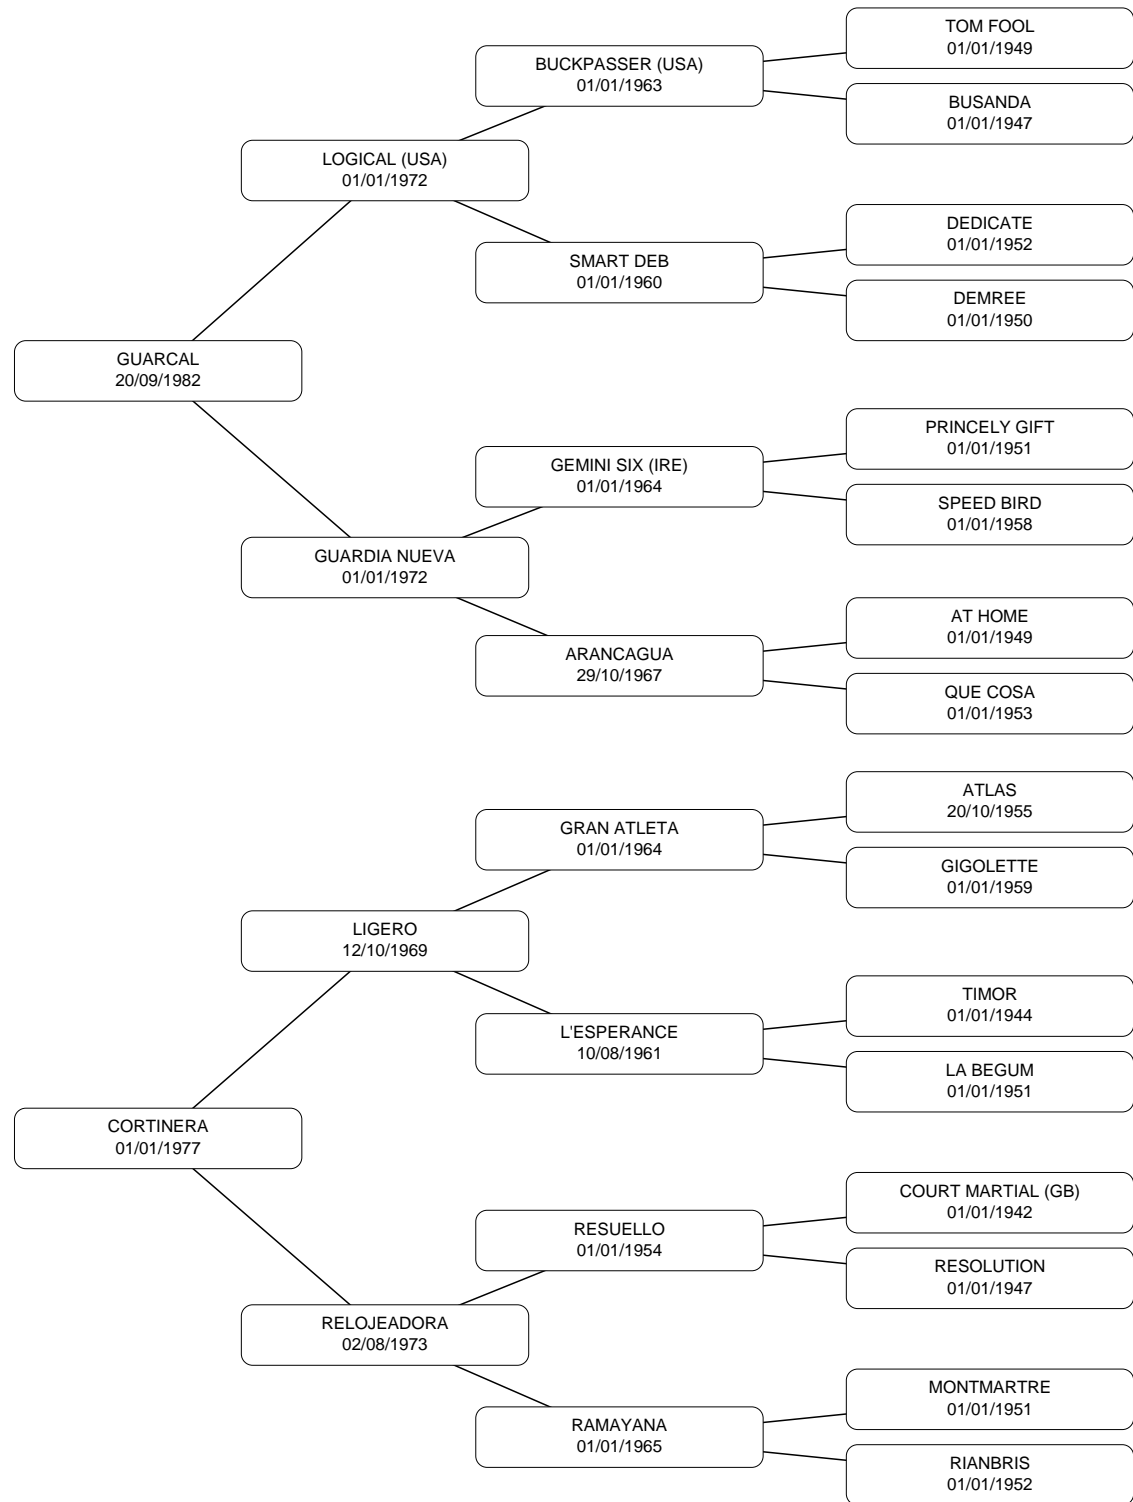 TOM FOOL
01/01/1949
BUCKPASSER (USA)
01/01/1963
BUSANDA
01/01/1947
LOGICAL (USA)
01/01/1972
DEDICATE
01/01/1952
SMART DEB
01/01/1960
DEMREE
01/01/1950
GUARCAL
20/09/1982
PRINCELY GIFT
01/01/1951
GEMINI SIX (IRE)
01/01/1964
SPEED BIRD
01/01/1958
GUARDIA NUEVA
01/01/1972
AT HOME
01/01/1949
ARANCAGUA
29/10/1967
QUE COSA
01/01/1953
ATLAS
20/10/1955
GRAN ATLETA
01/01/1964
GIGOLETTE
01/01/1959
LIGERO
12/10/1969
TIMOR
01/01/1944
L'ESPERANCE
10/08/1961
LA BEGUM
01/01/1951
CORTINERA
01/01/1977
COURT MARTIAL (GB)
01/01/1942
RESUELLO
01/01/1954
RESOLUTION
01/01/1947
RELOJEADORA
02/08/1973
MONTMARTRE
01/01/1951
RAMAYANA
01/01/1965
RIANBRIS
01/01/1952